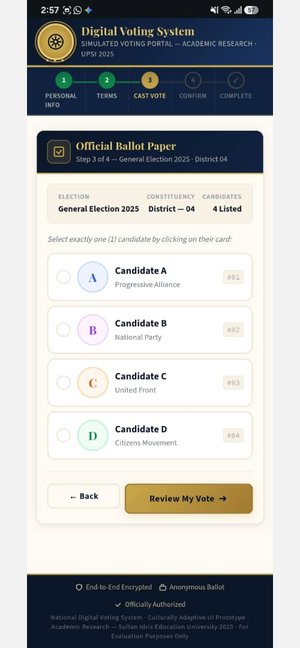 2:57
Digital Voting System
SIMULATED VOTING PORTAL — ACADEMIC RESEARCH ·
UPSI 2025
1 2 3 4 ✓
PERSONAL INFO TERMS CAST VOTE CONFIRM COMPLETE
Official Ballot Paper
Step 3 of 4 — General Election 2025 · District 04
ELECTION CONSTITUENCY CANDIDATES
General Election 2025 District — 04 4 Listed
Select exactly one (1) candidate by clicking on their card:
A Candidate A #01
Progressive Alliance
B Candidate B #02
National Party
C Candidate C #03
United Front
D Candidate D #04
Citizens Movement
← Back Review My Vote →
End-to-End Encrypted Anonymous Ballot
✓ Officially Authorized
National Digital Voting System · Culturally Adaptive UI Prototype ·
Academic Research — Sultan Idris Education University 2025 · For
Evaluation Purposes Only